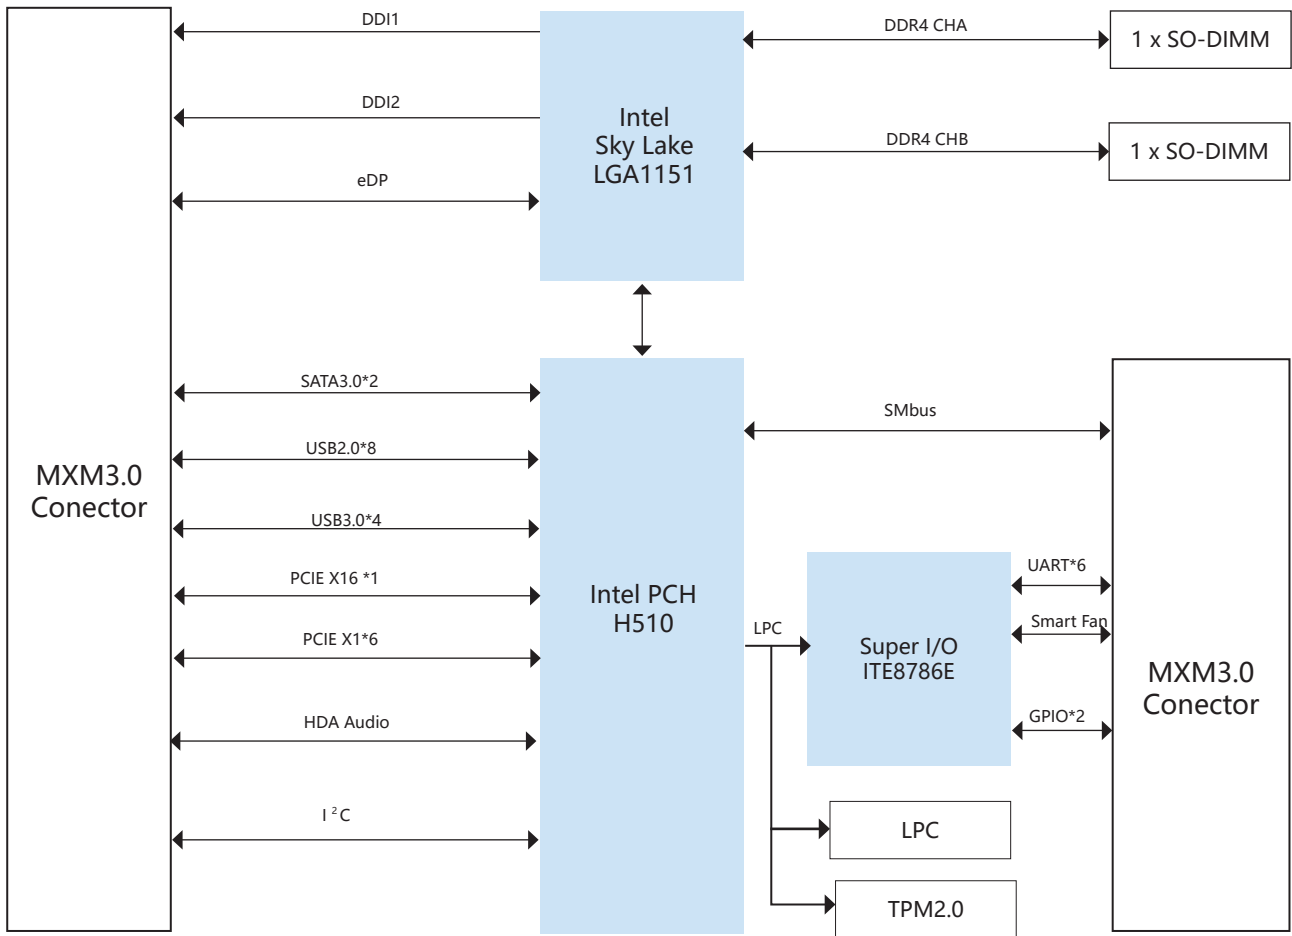 DDI1
DDI2
eDP
Intel
Sky Lake
LGA1151
DDR4 CHA
1 x SO-DIMM
DDR4 CHB
1 x SO-DIMM
MXM3.0
Conector
SATA3.0*2
USB2.0*8
USB3.0*4
PCIE X16 *1
PCIE X1*6
HDA Audio
I ²C
Intel PCH
H510
SMbus
LPC
Super I/O
ITE8786E
UART*6
Smart Fan
GPIO*2
MXM3.0
Conector
LPC
TPM2.0